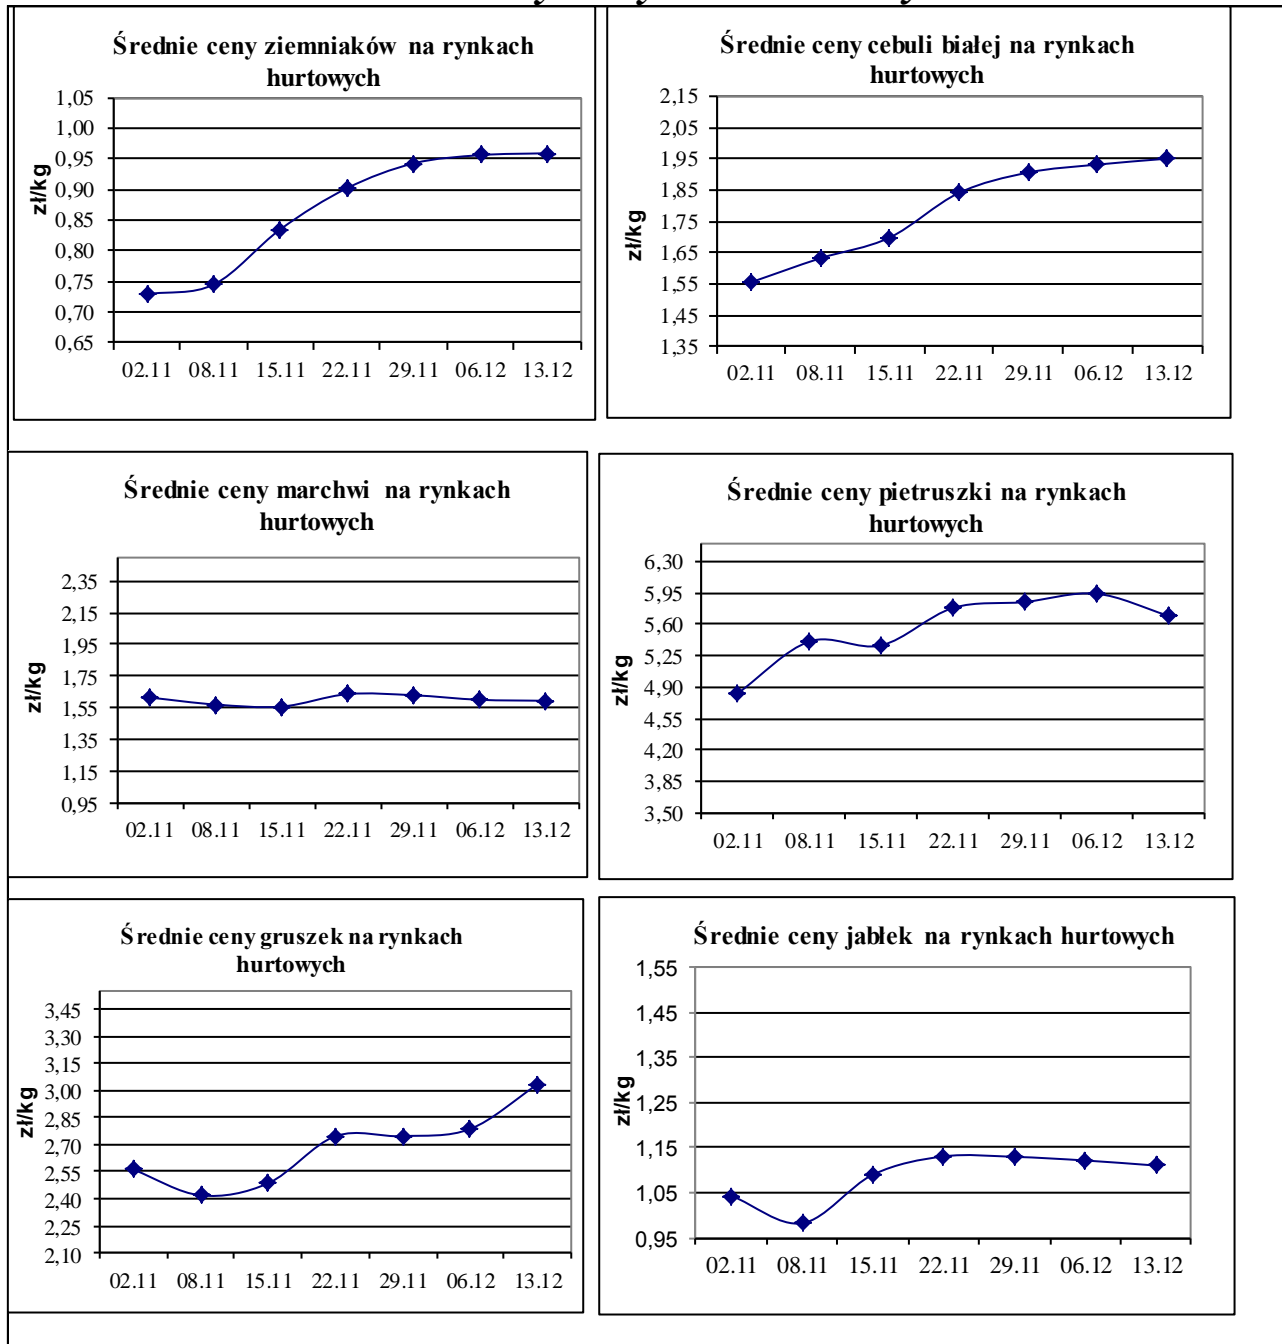 Średnie ceny ziemniaków na rynkach
hurtowych
zł/kg
1,05
1,00
0,95
0,90
0,85
0,80
0,75
0,70
0,65
02.11 08.11 15.11 22.11 29.11 06.12 13.12
Średnie ceny cebuli białej na rynkach
hurtowych
zł/kg
2,15
2,05
1,95
1,85
1,75
1,65
1,55
1,45
1,35
02.11 08.11 15.11 22.11 29.11 06.12 13.12
Średnie ceny marchwi na rynkach
hurtowych
zł/kg
2,35
2,15
1,95
1,75
1,55
1,35
1,15
0,95
02.11 08.11 15.11 22.11 29.11 06.12 13.12
Średnie ceny pietruszki na rynkach
hurtowych
zł/kg
6,30
5,95
5,60
5,25
4,90
4,55
4,20
3,85
3,50
02.11 08.11 15.11 22.11 29.11 06.12 13.12
Średnie ceny gruszek na rynkach
hurtowych
zł/kg
3,45
3,30
3,15
3,00
2,85
2,70
2,55
2,40
2,25
2,10
02.11 08.11 15.11 22.11 29.11 06.12 13.12
Średnie ceny jabłek na rynkach hurtowych
zł/kg
1,55
1,45
1,35
1,25
1,15
1,05
0,95
02.11 08.11 15.11 22.11 29.11 06.12 13.12